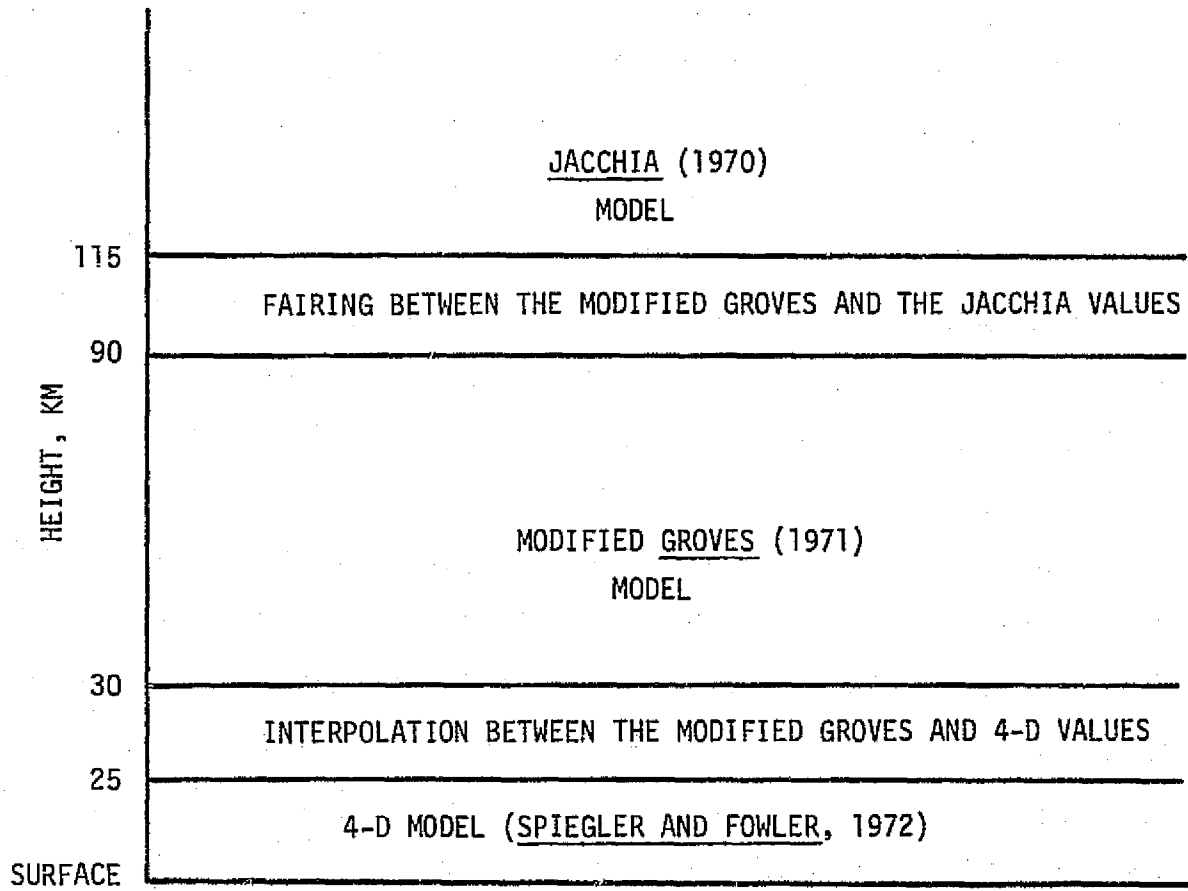 JACCHIA (1970)
MODEL
115
FAIRING BETWEEN THE MODIFIED GROVES AND THE JACCHIA VALUES
90
HEIGHT, KM
MODIFIED GROVES (1971)
MODEL
30
INTERPOLATION BETWEEN THE MODIFIED GROVES AND 4-D VALUES
25
4-D MODEL (SPIEGLER AND FOWLER, 1972)
SURFACE